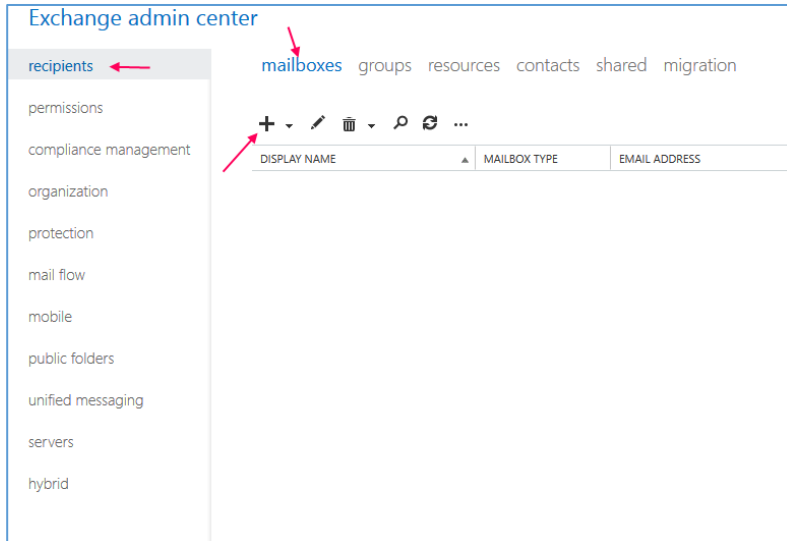 Exchange admin center
recipients
mailboxes groups resources contacts shared migration
permissions
compliance management
organization
protection
mail flow
mobile
public folders
unified messaging
servers
hybrid
DISPLAY NAME MAILBOX TYPE EMAIL ADDRESS